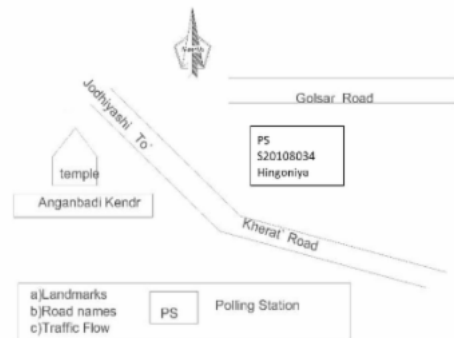 North
Golsar Road
Jodhiyashi To`
PS
S20108034
Hingoniya
temple
Anganbadi Kendr
Kherat` Road
a)Landmarks
b)Road names
c)Traffic Flow
PS
Polling Station